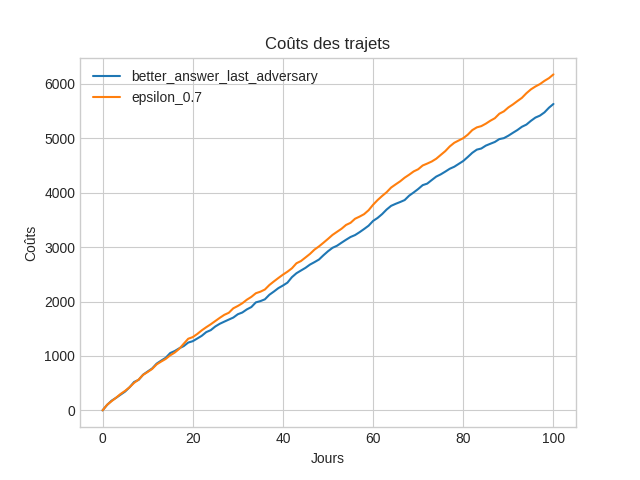 Coûts des trajets
better_answer_last_adversary
epsilon_0.7
6000
5000
4000
3000
2000
1000
0
Coûts
0 20 40 60 80 100
Jours